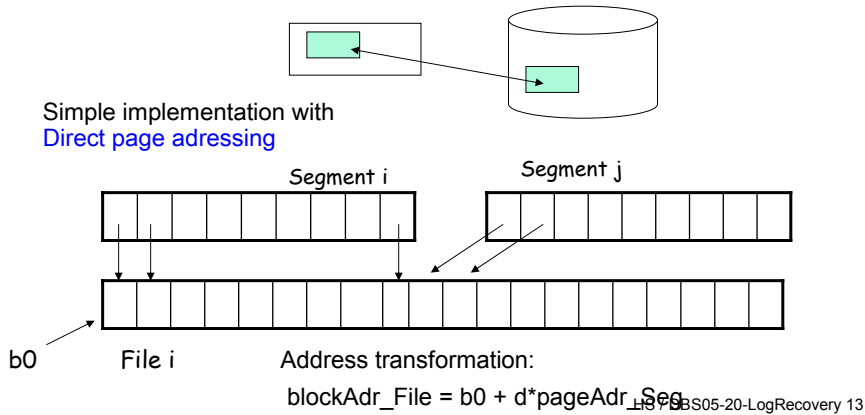 Simple implementation with
Direct page adressing
Segment i
Segment j
b0
File i
Address transformation:
blockAdr_File = b0 + d*pageAdr_Seg
DBS05-20-LogRecovery 13